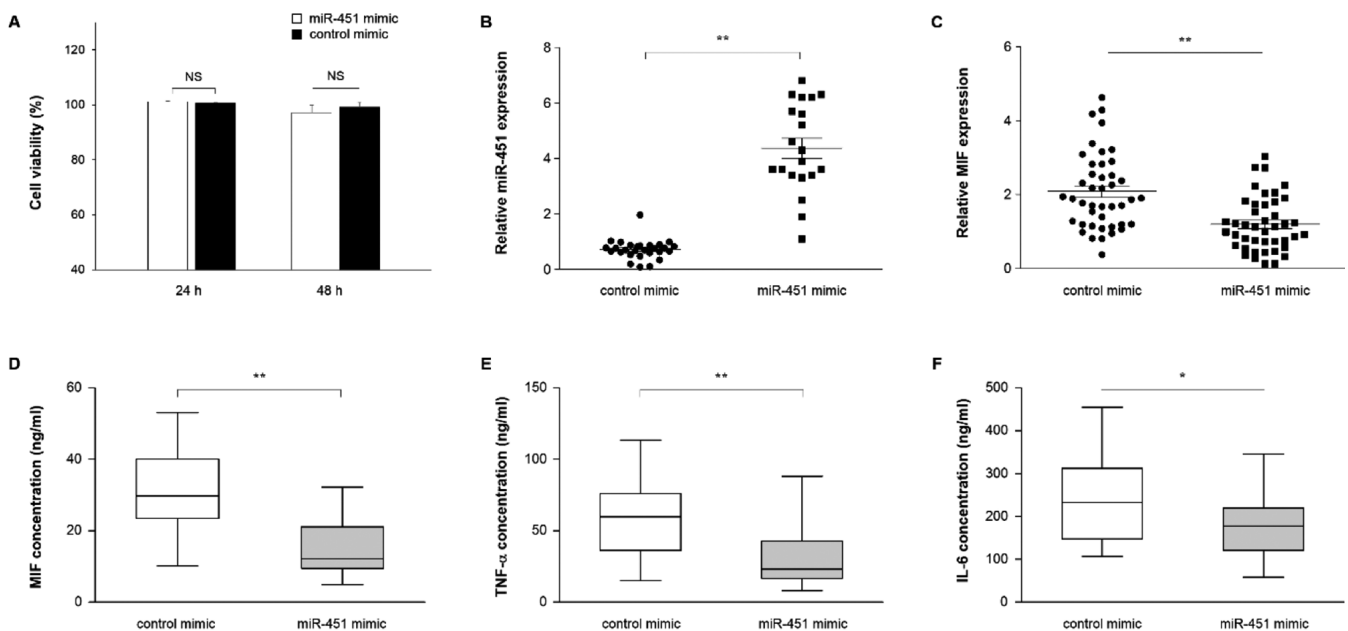 A
miR-451 mimic
control mimic
Cell viability (%)
120
100
80
60
40
NS
NS
24 h
48 h
B
Relative miR-451 expression
8
6
4
2
0
**
control mimic
miR-451 mimic
C
Relative MIF expression
6
4
2
0
**
control mimic
miR-451 mimic
D
MIF concentration (ng/ml)
60
40
20
0
**
control mimic
miR-451 mimic
E
TNF-α concentration (ng/ml)
150
100
50
0
**
control mimic
miR-451 mimic
F
IL-6 concentration (ng/ml)
500
400
300
200
100
0
*
control mimic
miR-451 mimic